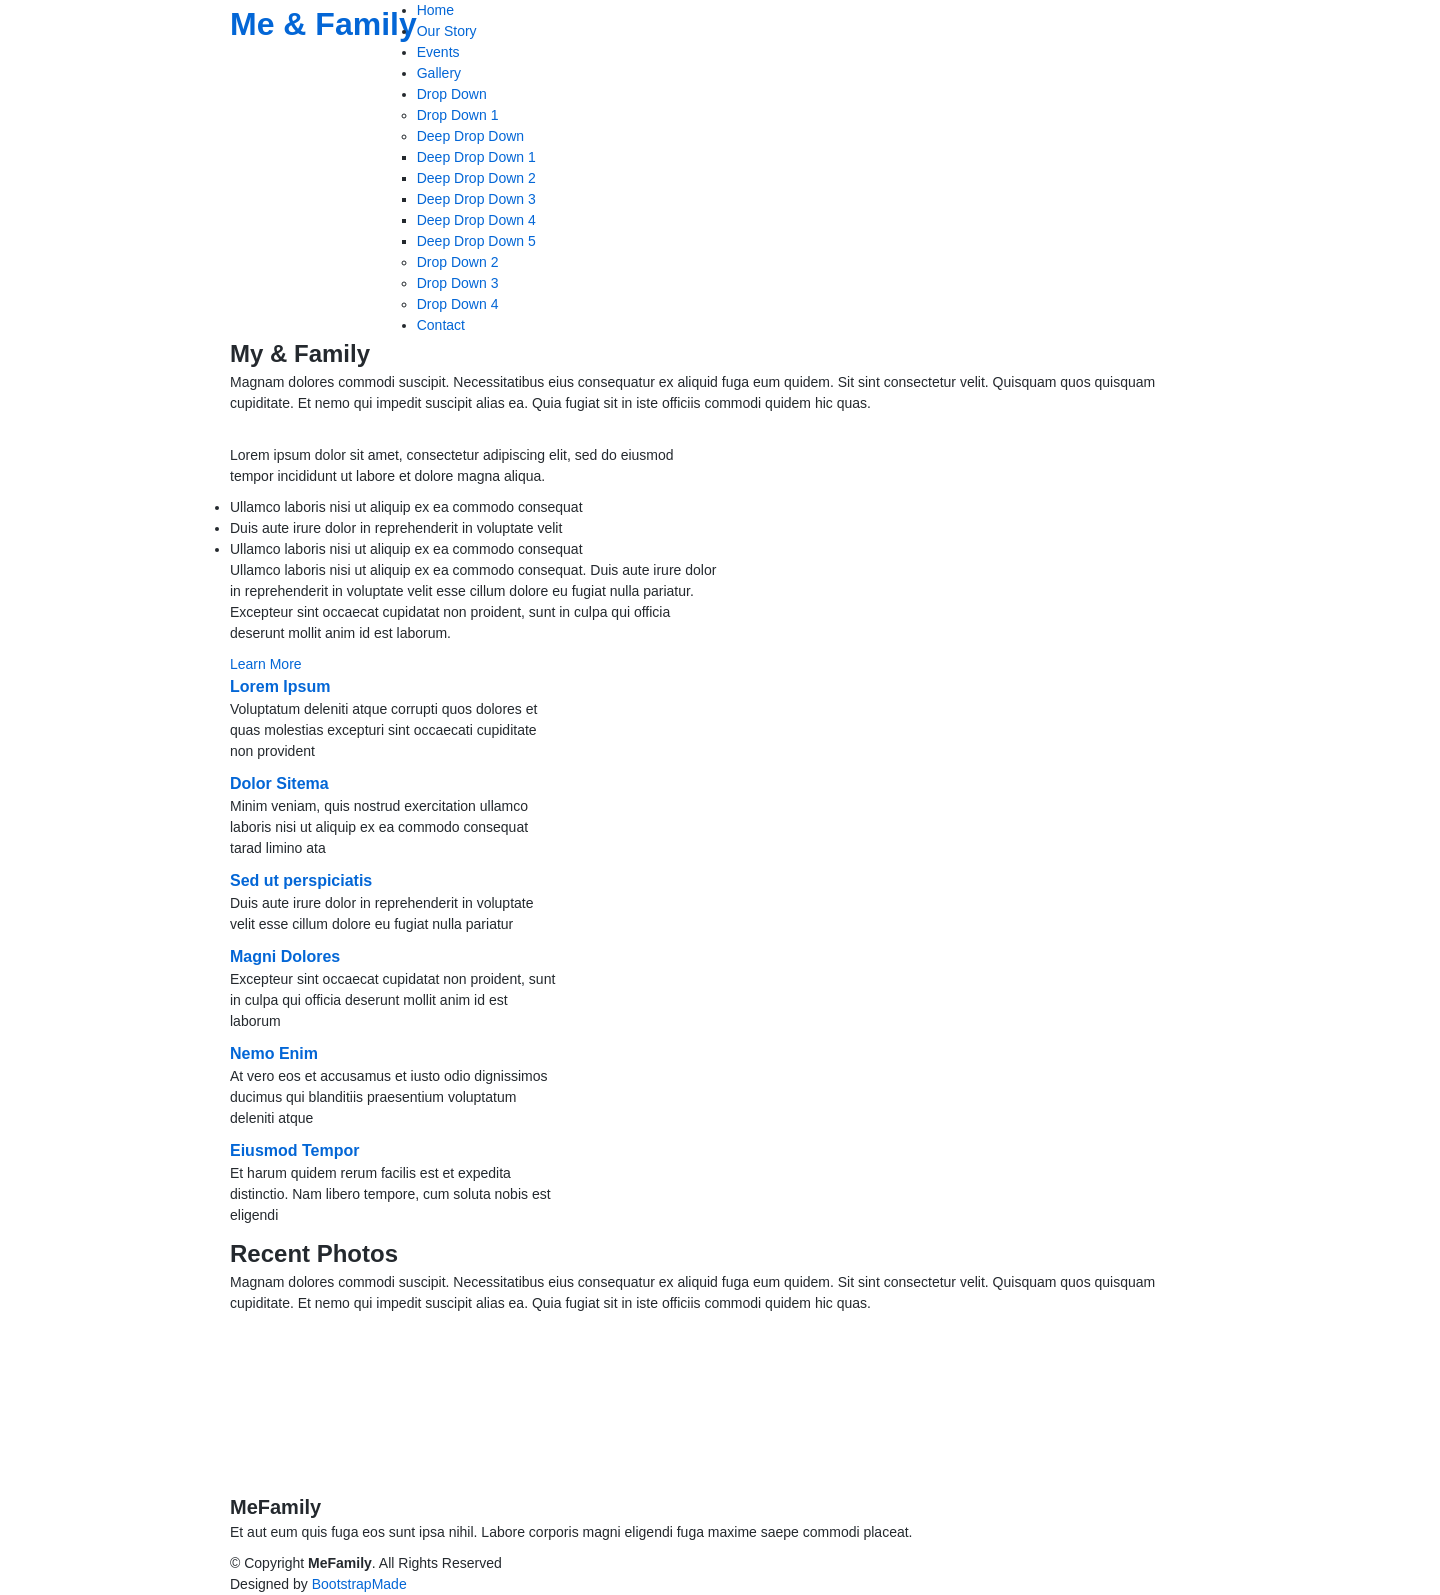 Me & Family
Home
Our Story
Events
Gallery
Drop Down
Drop Down 1
Deep Drop Down
Deep Drop Down 1
Deep Drop Down 2
Deep Drop Down 3
Deep Drop Down 4
Deep Drop Down 5
Drop Down 2
Drop Down 3
Drop Down 4
Contact
My & Family
Magnam dolores commodi suscipit. Necessitatibus eius consequatur ex aliquid fuga eum quidem. Sit sint consectetur velit. Quisquam quos quisquam
cupiditate. Et nemo qui impedit suscipit alias ea. Quia fugiat sit in iste officiis commodi quidem hic quas.
Lorem ipsum dolor sit amet, consectetur adipiscing elit, sed do eiusmod
tempor incididunt ut labore et dolore magna aliqua.
Ullamco laboris nisi ut aliquip ex ea commodo consequat
Duis aute irure dolor in reprehenderit in voluptate velit
Ullamco laboris nisi ut aliquip ex ea commodo consequat
Ullamco laboris nisi ut aliquip ex ea commodo consequat. Duis aute irure dolor
in reprehenderit in voluptate velit esse cillum dolore eu fugiat nulla pariatur.
Excepteur sint occaecat cupidatat non proident, sunt in culpa qui officia
deserunt mollit anim id est laborum.
Learn More
Lorem Ipsum
Voluptatum deleniti atque corrupti quos dolores et
quas molestias excepturi sint occaecati cupiditate
non provident
Dolor Sitema
Minim veniam, quis nostrud exercitation ullamco
laboris nisi ut aliquip ex ea commodo consequat
tarad limino ata
Sed ut perspiciatis
Duis aute irure dolor in reprehenderit in voluptate
velit esse cillum dolore eu fugiat nulla pariatur
Magni Dolores
Excepteur sint occaecat cupidatat non proident, sunt
in culpa qui officia deserunt mollit anim id est
laborum
Nemo Enim
At vero eos et accusamus et iusto odio dignissimos
ducimus qui blanditiis praesentium voluptatum
deleniti atque
Eiusmod Tempor
Et harum quidem rerum facilis est et expedita
distinctio. Nam libero tempore, cum soluta nobis est
eligendi
Recent Photos
Magnam dolores commodi suscipit. Necessitatibus eius consequatur ex aliquid fuga eum quidem. Sit sint consectetur velit. Quisquam quos quisquam
cupiditate. Et nemo qui impedit suscipit alias ea. Quia fugiat sit in iste officiis commodi quidem hic quas.
MeFamily
Et aut eum quis fuga eos sunt ipsa nihil. Labore corporis magni eligendi fuga maxime saepe commodi placeat.
© Copyright MeFamily. All Rights Reserved
Designed by BootstrapMade